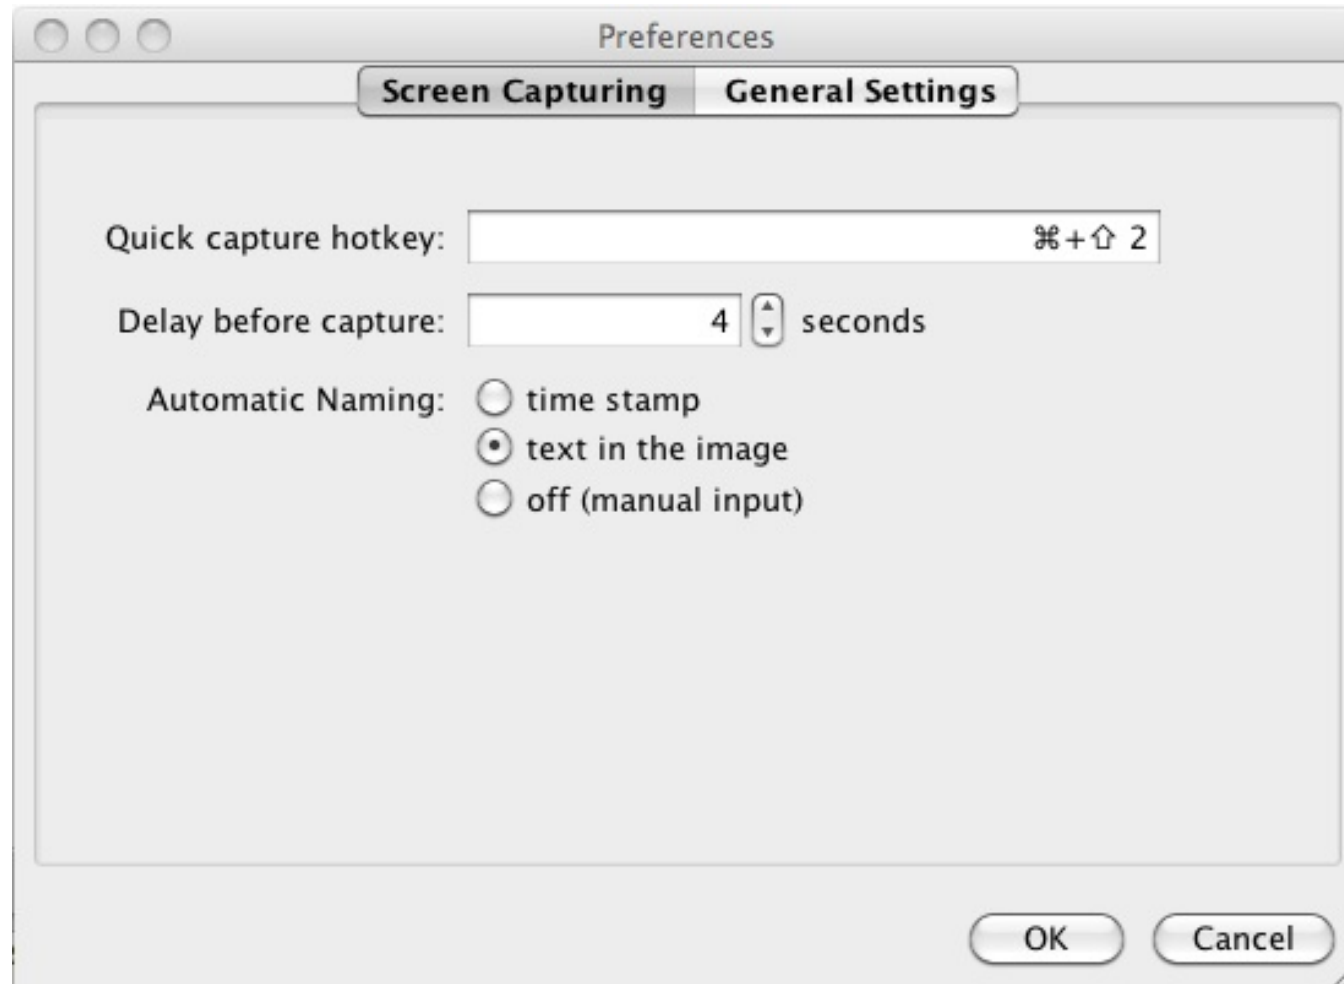 Preferences
Screen Capturing General Settings
Quick capture hotkey: ⌘+⇧ 2
Delay before capture: 4 seconds
Automatic Naming: time stamp
text in the image
off (manual input)
OK Cancel